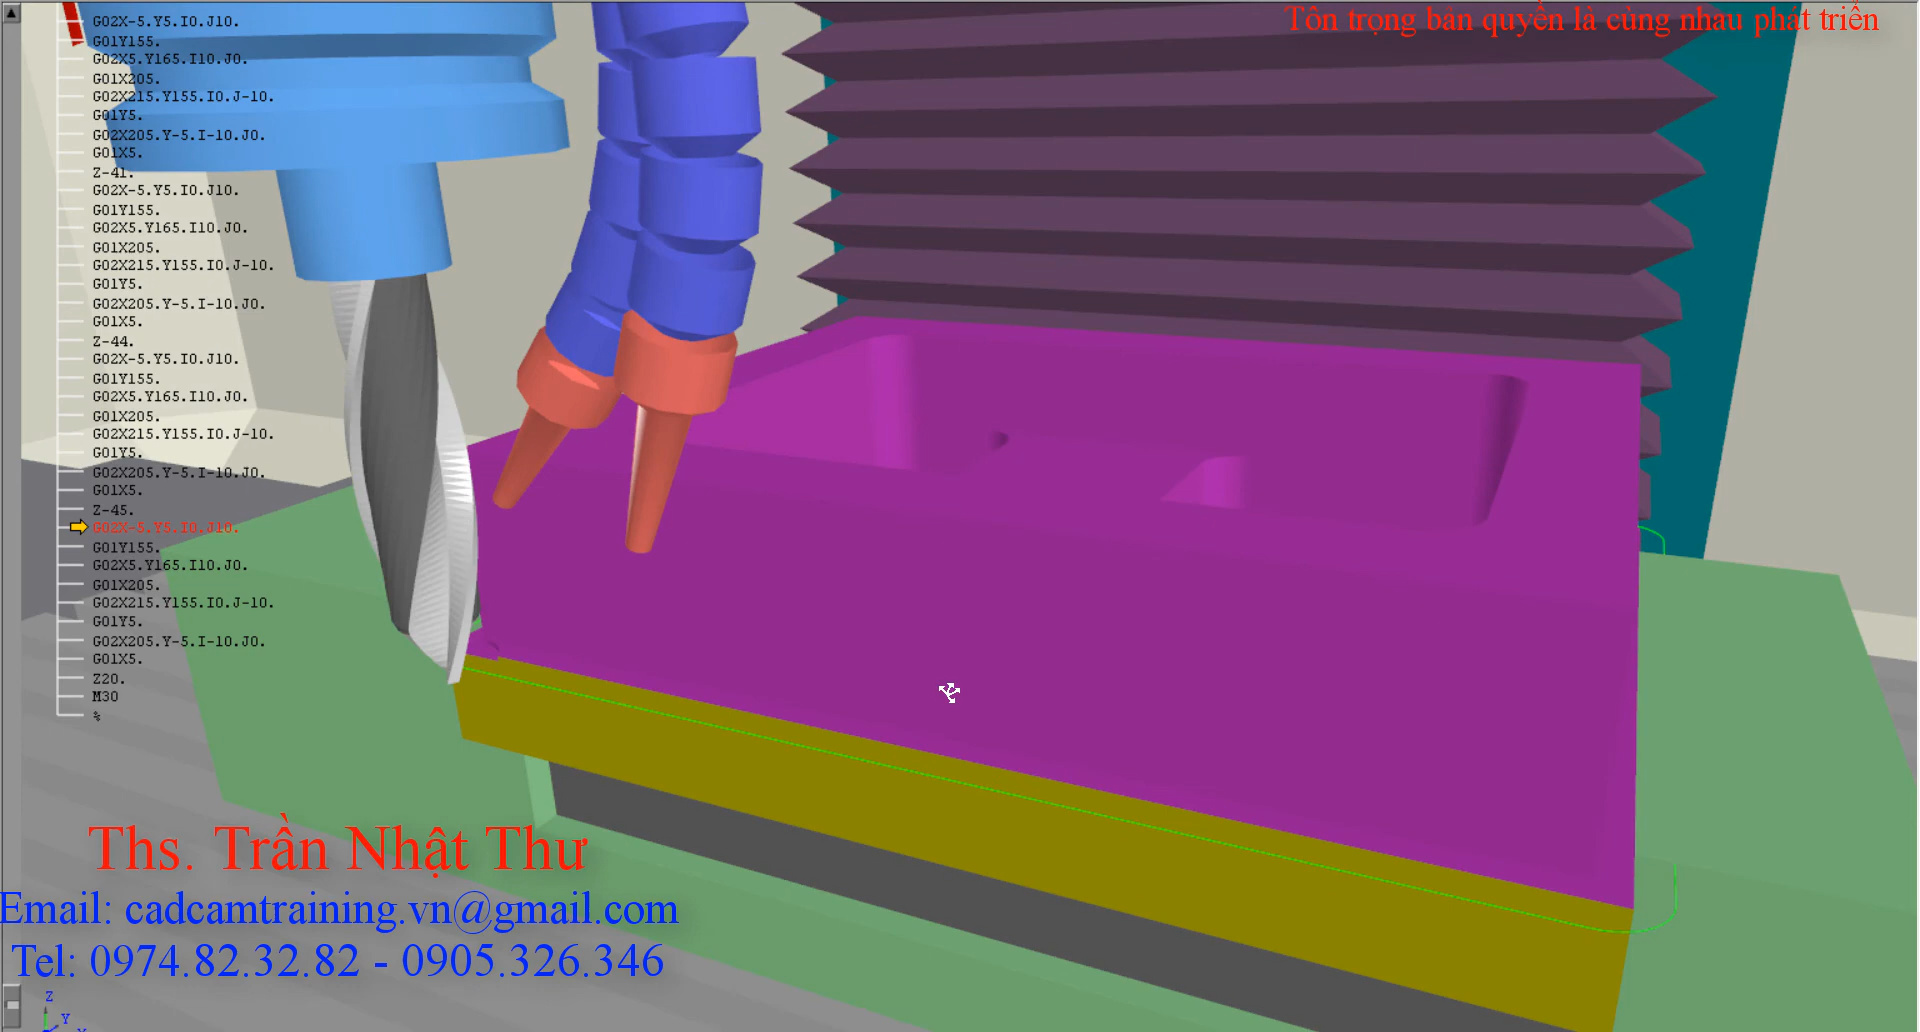 Tôn trọng bản quyền là cùng nhau phát triển
G02X-5.Y5.I0.J10.
G01Y155.
G02X5.Y165.I10.J0.
G01X205.
G02X215.Y155.I0.J-10.
G01Y5.
G02X205.Y-5.I-10.J0.
G01X5.
Z-41.
G02X-5.Y5.I0.J10.
G01Y155.
G02X5.Y165.I10.J0.
G01X205.
G02X215.Y155.I0.J-10.
G01Y5.
G02X205.Y-5.I-10.J0.
G01X5.
Z-44.
G02X-5.Y5.I0.J10.
G01Y155.
G02X5.Y165.I10.J0.
G01X205.
G02X215.Y155.I0.J-10.
G01Y5.
G02X205.Y-5.I-10.J0.
G01X5.
Z-45.
G02X-5.Y5.I0.J10.
G01Y155.
G02X5.Y165.I10.J0.
G01X205.
G02X215.Y155.I0.J-10.
G01Y5.
G02X205.Y-5.I-10.J0.
G01X5.
Z20.
M30
%
Ths. Trần Nhật Thư
Email: cadcamtraining.vn@gmail.com
Tel: 0974.82.32.82 - 0905.326.346
Z
Y